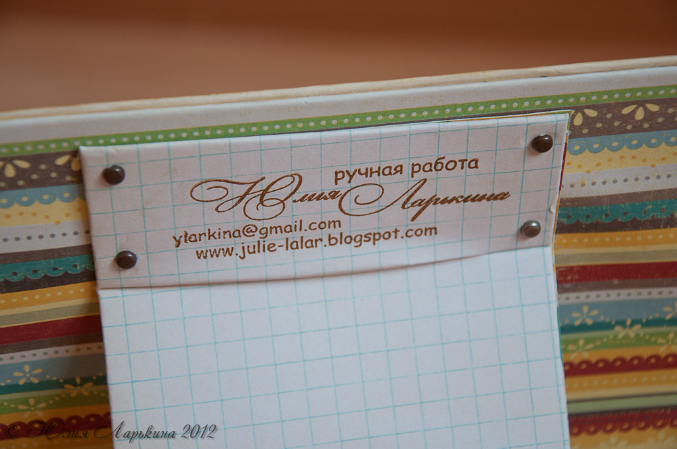 ручная работа
Юлия Ларькина
ylarkina@gmail.com
www.julie-lalar.blogspot.com
© Юлия Ларькина 2012